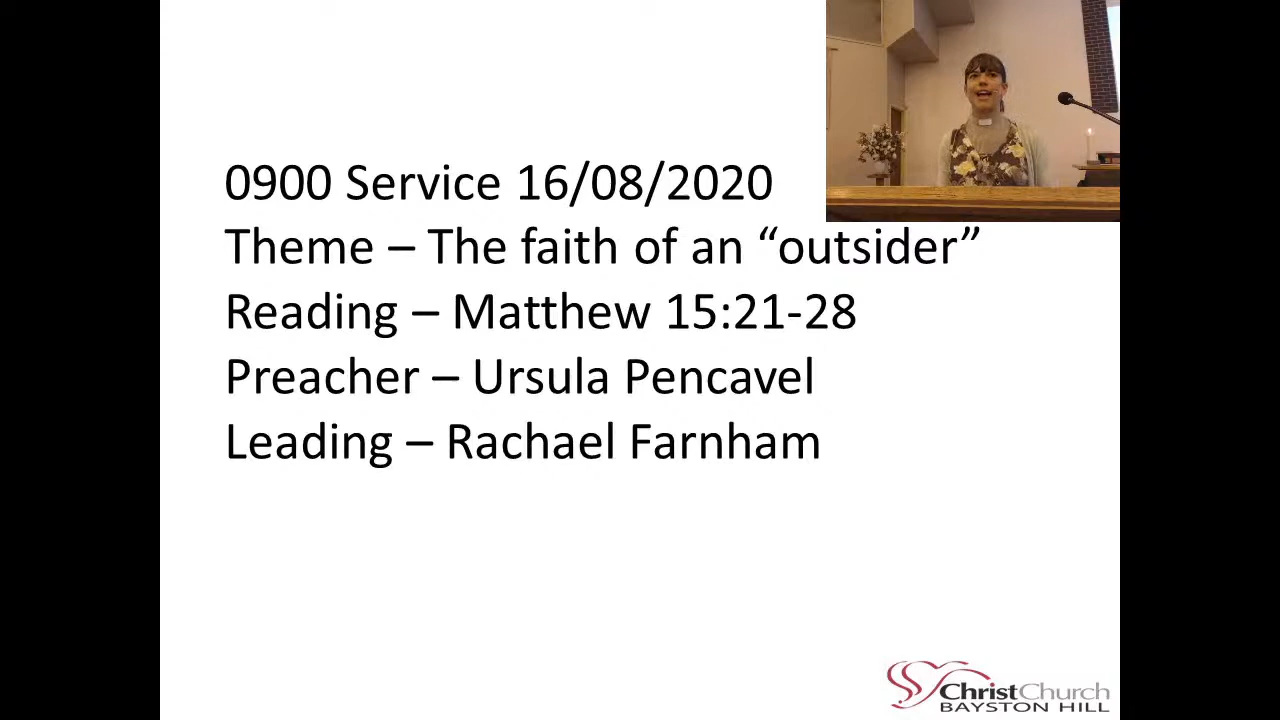 0900 Service 16/08/2020
Theme – The faith of an “outsider”
Reading – Matthew 15:21-28
Preacher – Ursula Pencavel
Leading – Rachael Farnham
ChristChurch
BAYSTON HILL